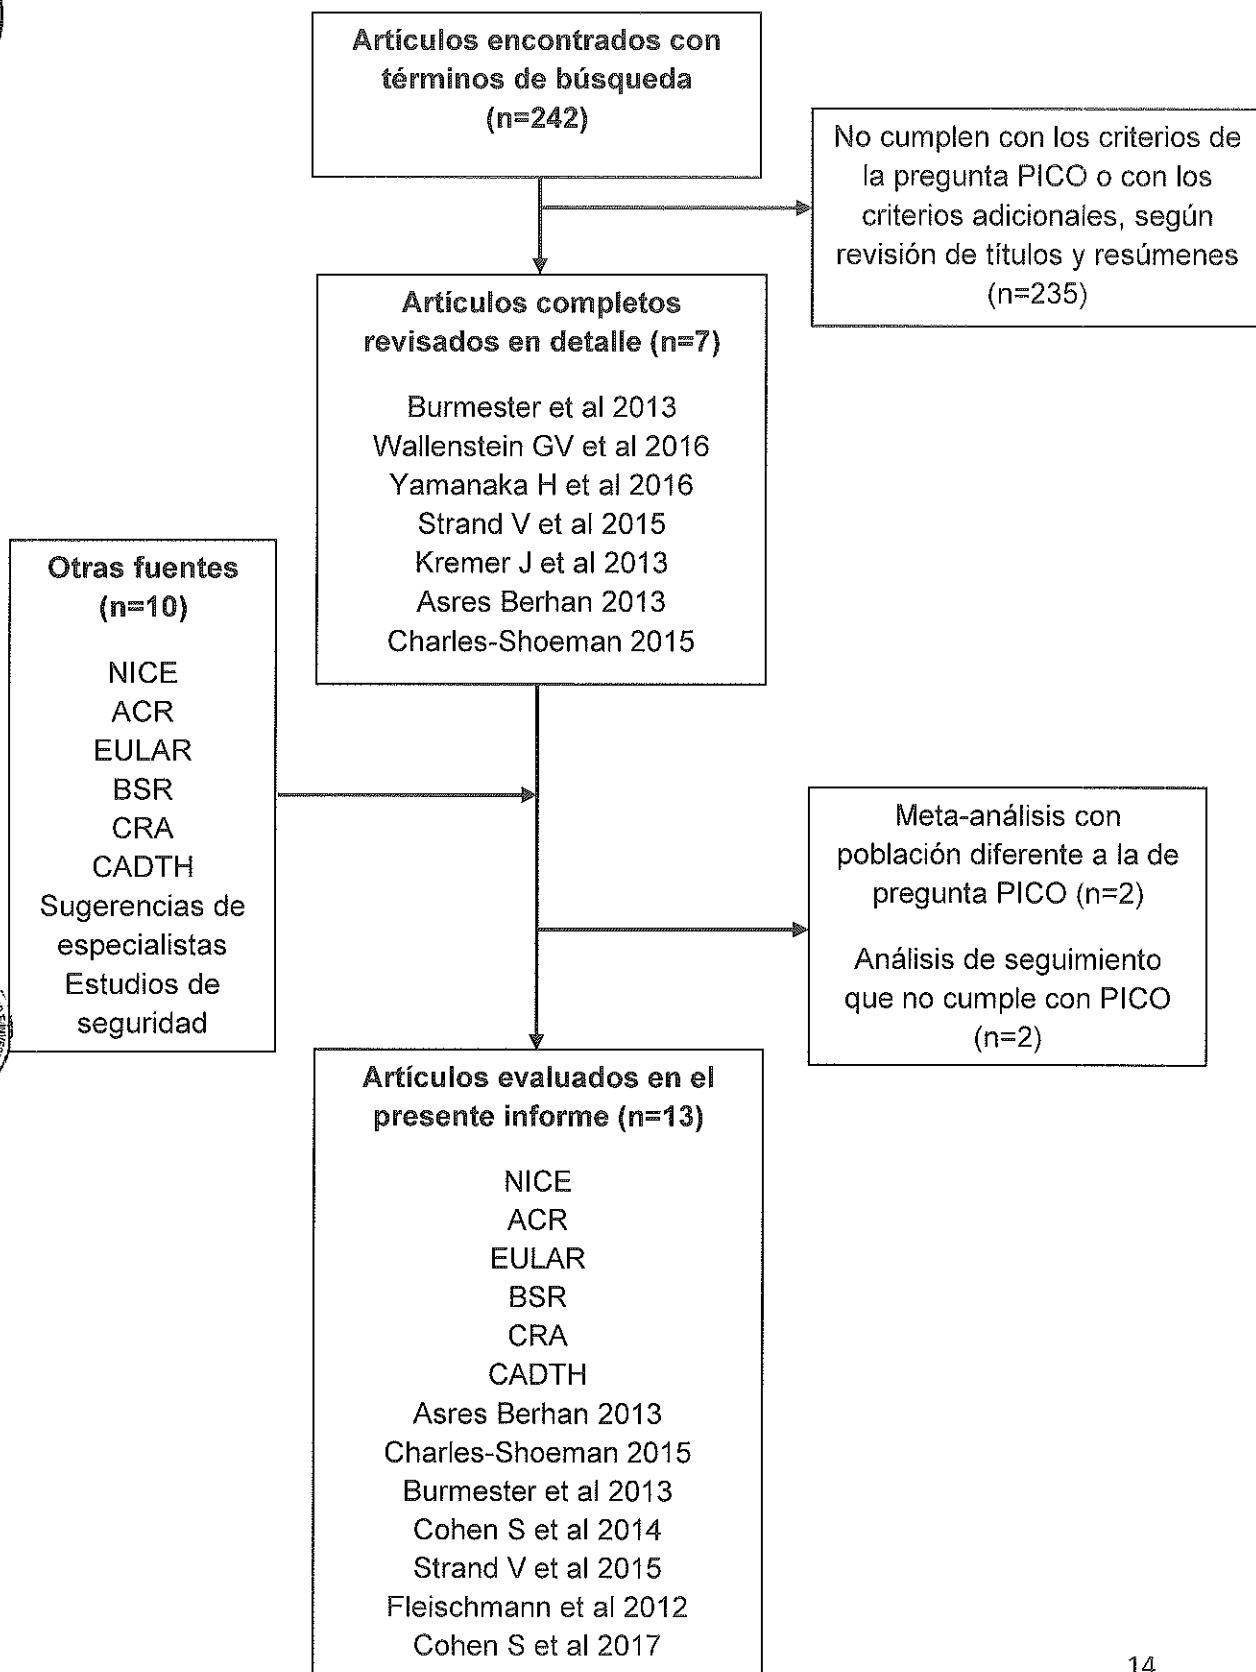 Artículos encontrados con
términos de búsqueda
(n=242)
No cumplen con los criterios de
la pregunta PICO o con los
criterios adicionales, según
revisión de títulos y resúmenes
(n=235)
Artículos completos
revisados en detalle (n=7)
Burmester et al 2013
Wallenstein GV et al 2016
Yamanaka H et al 2016
Strand V et al 2015
Kremer J et al 2013
Asres Berhan 2013
Charles-Shoeman 2015
Otras fuentes
(n=10)
NICE
ACR
EULAR
BSR
CRA
CADTH
Sugerencias de
especialistas
Estudios de
seguridad
Meta-análisis con
población diferente a la de
pregunta PICO (n=2)
Análisis de seguimiento
que no cumple con PICO
(n=2)
Artículos evaluados en el
presente informe (n=13)
NICE
ACR
EULAR
BSR
CRA
CADTH
Asres Berhan 2013
Charles-Shoeman 2015
Burmester et al 2013
Cohen S et al 2014
Strand V et al 2015
Fleischmann et al 2012
Cohen S et al 2017
14